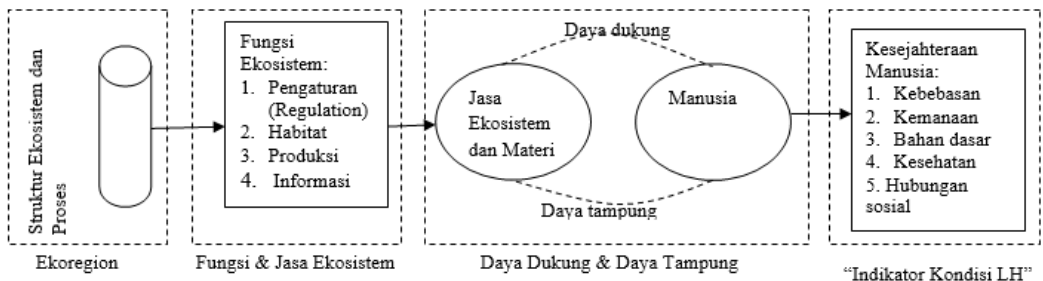 Struktur Ekosistem dan
Proses
Ekoregion
Fungsi
Ekosistem:
1. Pengaturan
(Regulation)
2. Habitat
3. Produksi
4. Informasi
Fungsi & Jasa Ekosistem
Daya dukung
Jasa
Ekosistem
dan Materi
Manusia
Daya tampung
Daya Dukung & Daya Tampung
Kesejahteraan
Manusia:
1. Kebebasan
2. Kemanaan
3. Bahan dasar
4. Kesehatan
5. Hubungan
sosial
“Indikator Kondisi LH”